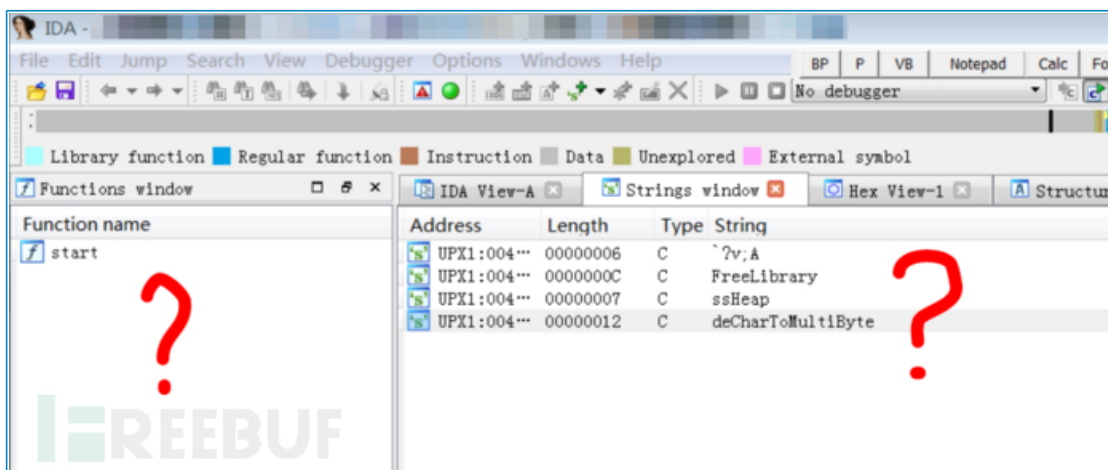 IDA -
File Edit Jump Search View Debugger Options Windows Help
BP P VB Notepad Calc Fo
No debugger
Library function Regular function Instruction Data Unexplored External symbol
Functions window
IDA View-A Strings window Hex View-1 Structur
Function name
start
Address Length Type String
UPX1:004… 00000006 C `?v;A
UPX1:004… 0000000C C FreeLibrary
UPX1:004… 00000007 C ssHeap
UPX1:004… 00000012 C deCharToMultiByte
? ?
FREEBUF